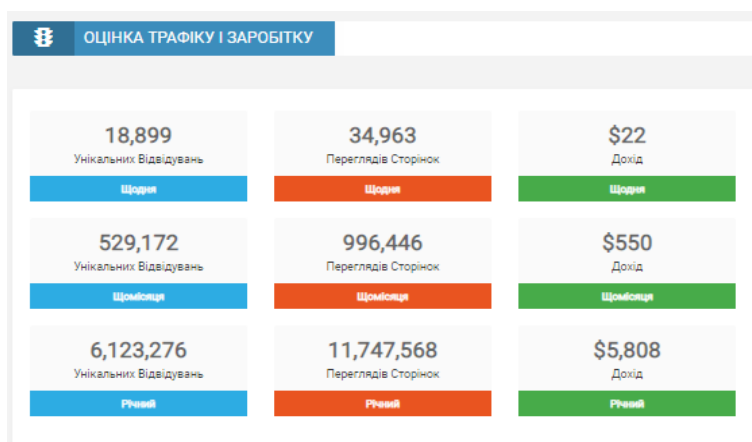 ОЦІНКА ТРАФІКУ І ЗАРОБІТКУ
18,899
Унікальних Відвідувань
Щодня
34,963
Переглядів Сторінок
Щодня
$22
Дохід
Щодня
529,172
Унікальних Відвідувань
Щомісяця
996,446
Переглядів Сторінок
Щомісяця
$550
Дохід
Щомісяця
6,123,276
Унікальних Відвідувань
Річний
11,747,568
Переглядів Сторінок
Річний
$5,808
Дохід
Річний